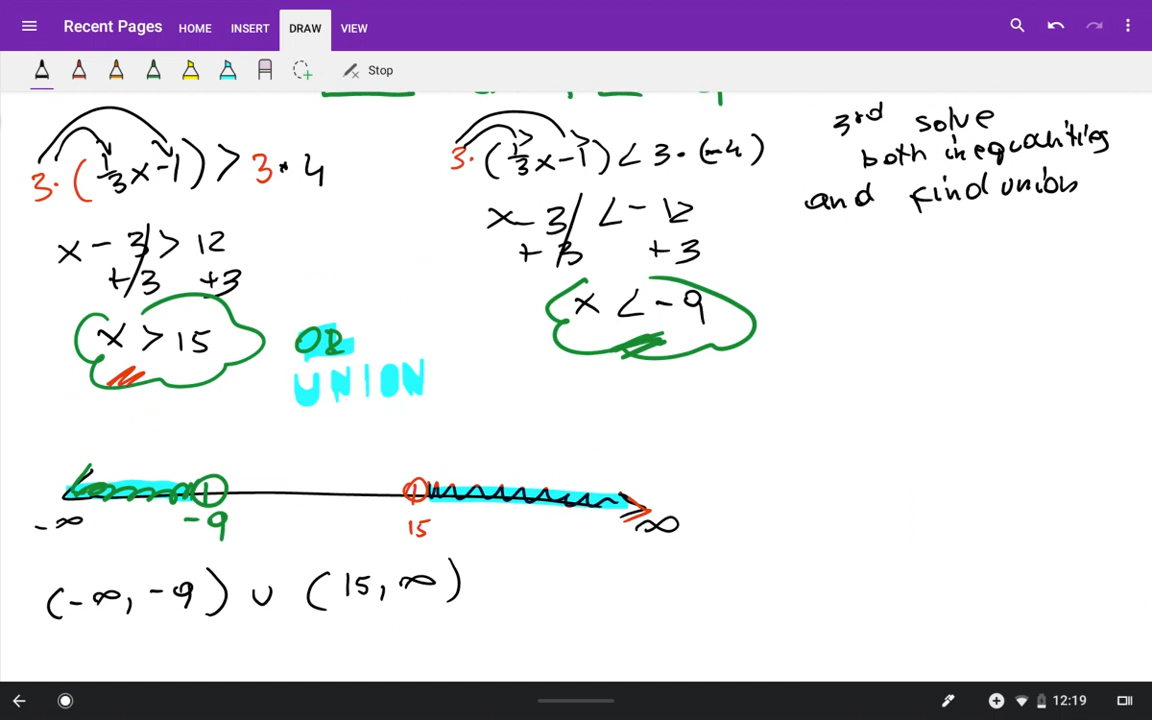 Recent Pages HOME INSERT DRAW VIEW
Stop
3·(1/3x-1) > 3·4
x - 3 > 12
+3 +3
x > 15
OR
UNION
3·(1/3x-1) < 3·(-4)
x - 3 < -12
+3 +3
x < -9
3rd solve
both inequalities
and find union
-∞ -9 15 ∞
(-∞, -9) ∪ (15, ∞)
12:19